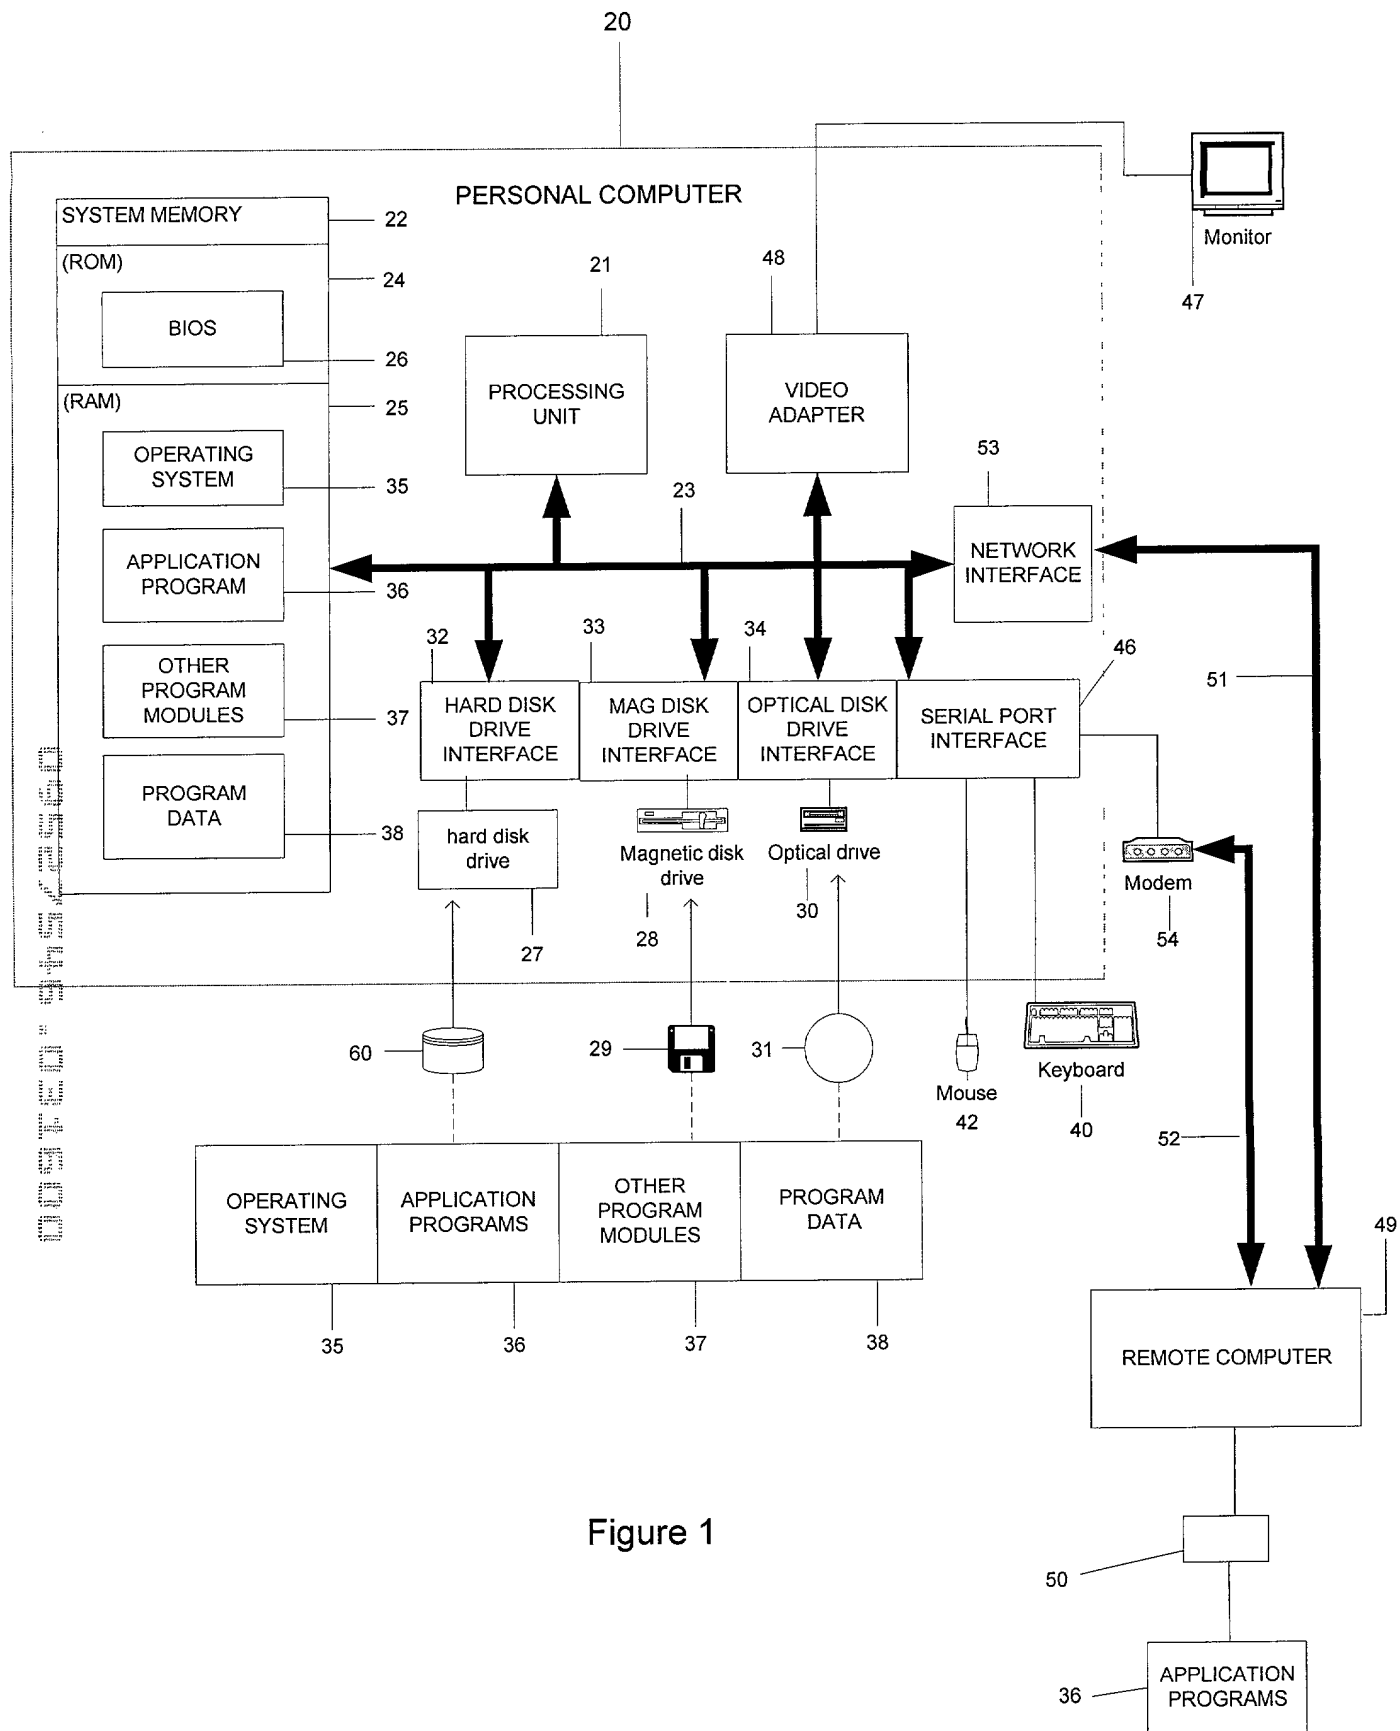 20
PERSONAL COMPUTER
SYSTEM MEMORY
22
(ROM)
24
BIOS
26
(RAM)
25
OPERATING
SYSTEM
35
APPLICATION
PROGRAM
36
OTHER
PROGRAM
MODULES
37
PROGRAM
DATA
38
21
PROCESSING
UNIT
48
VIDEO
ADAPTER
Monitor
47
23
53
NETWORK
INTERFACE
32
HARD DISK
DRIVE
INTERFACE
33
MAG DISK
DRIVE
INTERFACE
34
OPTICAL DISK
DRIVE
INTERFACE
46
SERIAL PORT
INTERFACE
51
hard disk
drive
27
Magnetic disk
drive
28
Optical drive
30
Modem
54
60
29
31
Mouse
42
Keyboard
40
52
OPERATING
SYSTEM
APPLICATION
PROGRAMS
OTHER
PROGRAM
MODULES
PROGRAM
DATA
35
36
37
38
49
REMOTE COMPUTER
50
36
APPLICATION
PROGRAMS
Figure 1